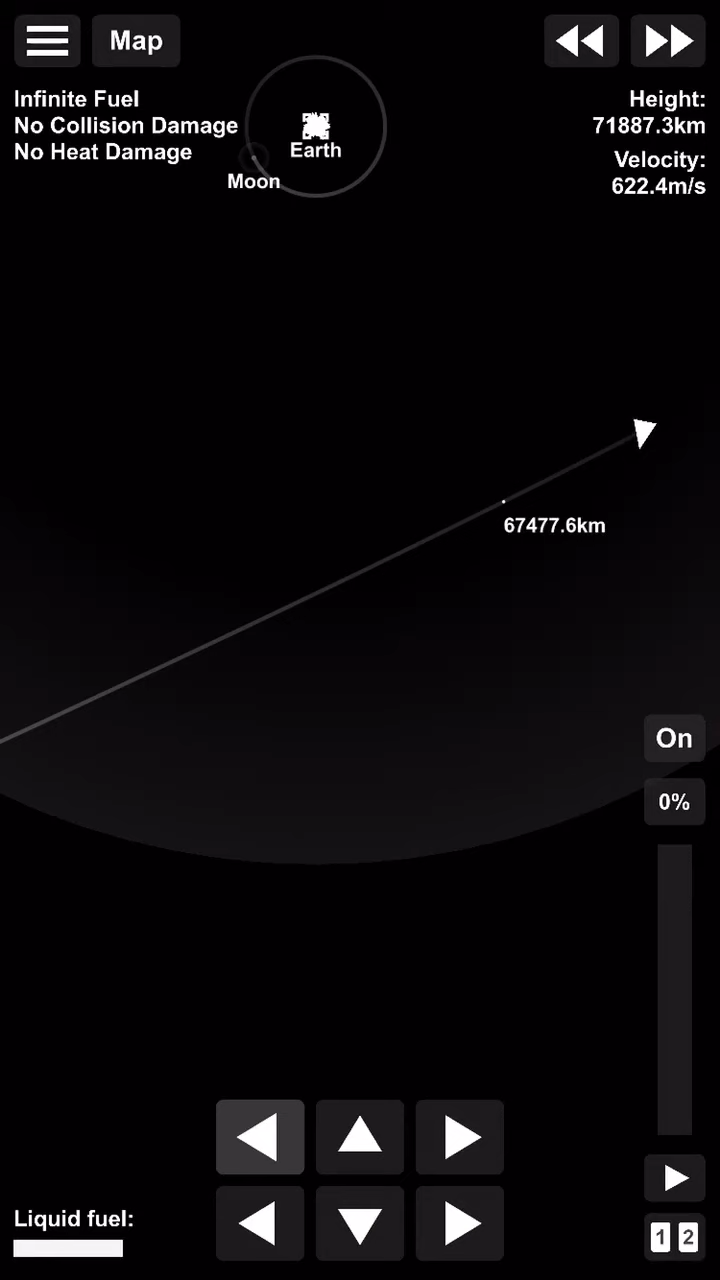 Map
Infinite Fuel
No Collision Damage
No Heat Damage
Earth
Moon
Height:
71887.3km
Velocity:
622.4m/s
67477.6km
On
0%
Liquid fuel:
1 2